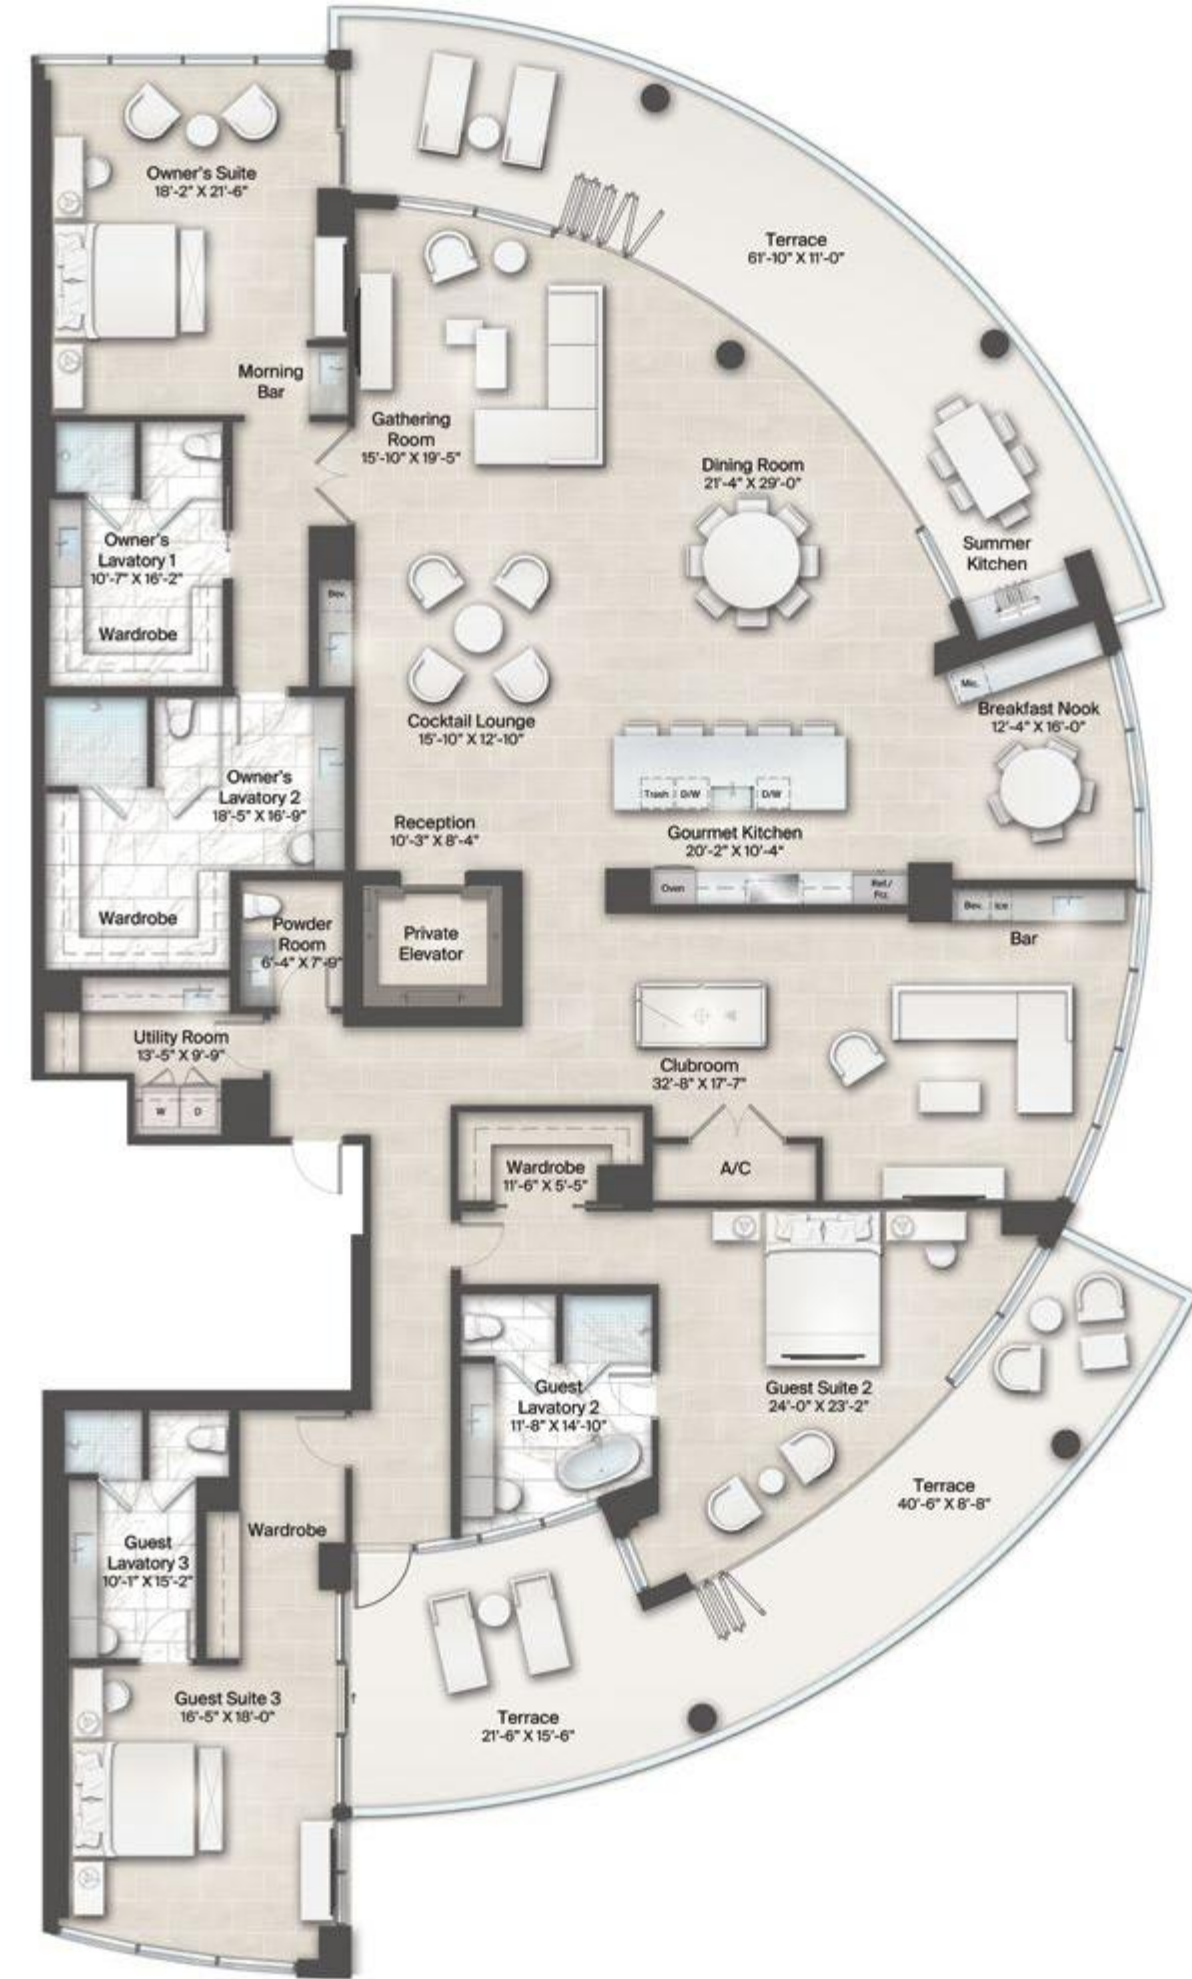 Owner's Suite
18'-2" X 21'-6"
Terrace
61'-10" X 11'-0"
Morning
Bar
Gathering
Room
15'-10" X 19'-5"
Dining Room
21'-4" X 29'-0"
Owner's
Lavatory 1
10'-7" X 16'-2"
Wardrobe
Bev.
Summer
Kitchen
Mic.
Breakfast Nook
12'-4" X 16'-0"
Cocktail Lounge
15'-10" X 12'-10"
Owner's
Lavatory 2
18'-5" X 16'-9"
Wardrobe
Trash D/W D/W
Reception
10'-3" X 8'-4"
Gourmet Kitchen
20'-2" X 10'-4"
Oven
Ref./
Frz.
Bev. Ice
Bar
Powder
Room
6'-4" X 7'-9"
Private
Elevator
Utility Room
13'-5" X 9'-9"
W D
Clubroom
32'-8" X 17'-7"
Wardrobe
11'-6" X 5'-5"
A/C
Guest
Lavatory 2
11'-8" X 14'-10"
Guest Suite 2
24'-0" X 23'-2"
Terrace
40'-6" X 8'-8"
Wardrobe
Guest
Lavatory 3
10'-1" X 15'-2"
Guest Suite 3
16'-5" X 18'-0"
Terrace
21'-6" X 15'-6"